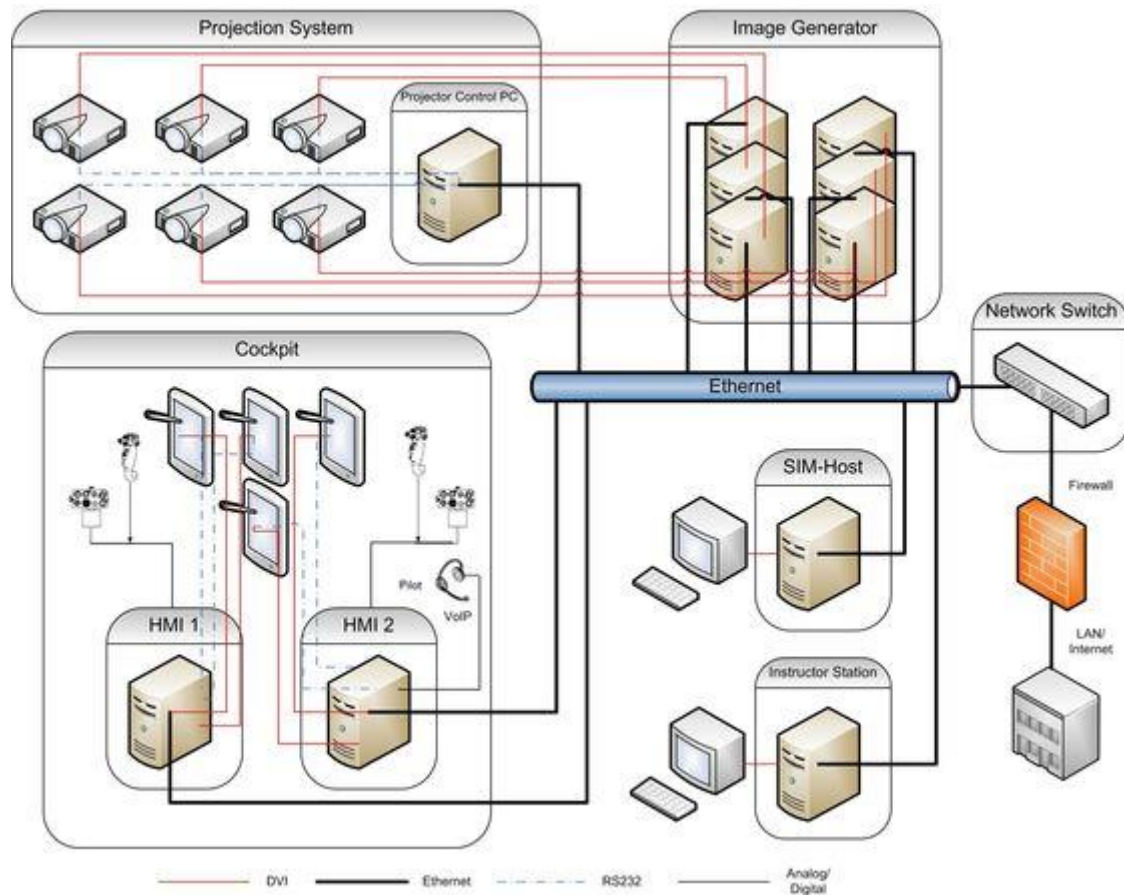 Projection System
Image Generator
Projector Control PC
Network Switch
Cockpit
Ethernet
SIM-Host
Firewall
Pilot
VoIP
HMI 1
HMI 2
LAN/
Internet
Instructor Station
DVI
Ethernet
RS232
Analog/
Digital